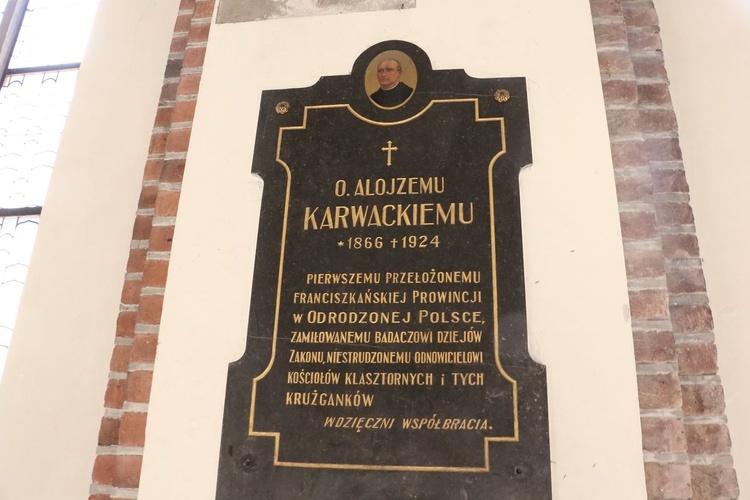 O. ALOJZEMU
KARWACKIEMU
*1866 +1924
PIERWSZEMU PRZEŁOŻONEMU
FRANCISZKAŃSKIEJ PROWINCJI
W ODRODZONEJ POLSCE,
ZAMIŁOWANEMU BADACZOWI DZIEJÓW
ZAKONU, NIESTRUDZONEMU ODNOWICIELOWI
KOŚCIOŁÓW KLASZTORNYCH I TYCH
KRUŻGANKÓW
WDZIĘCZNI WSPÓŁBRACIA.